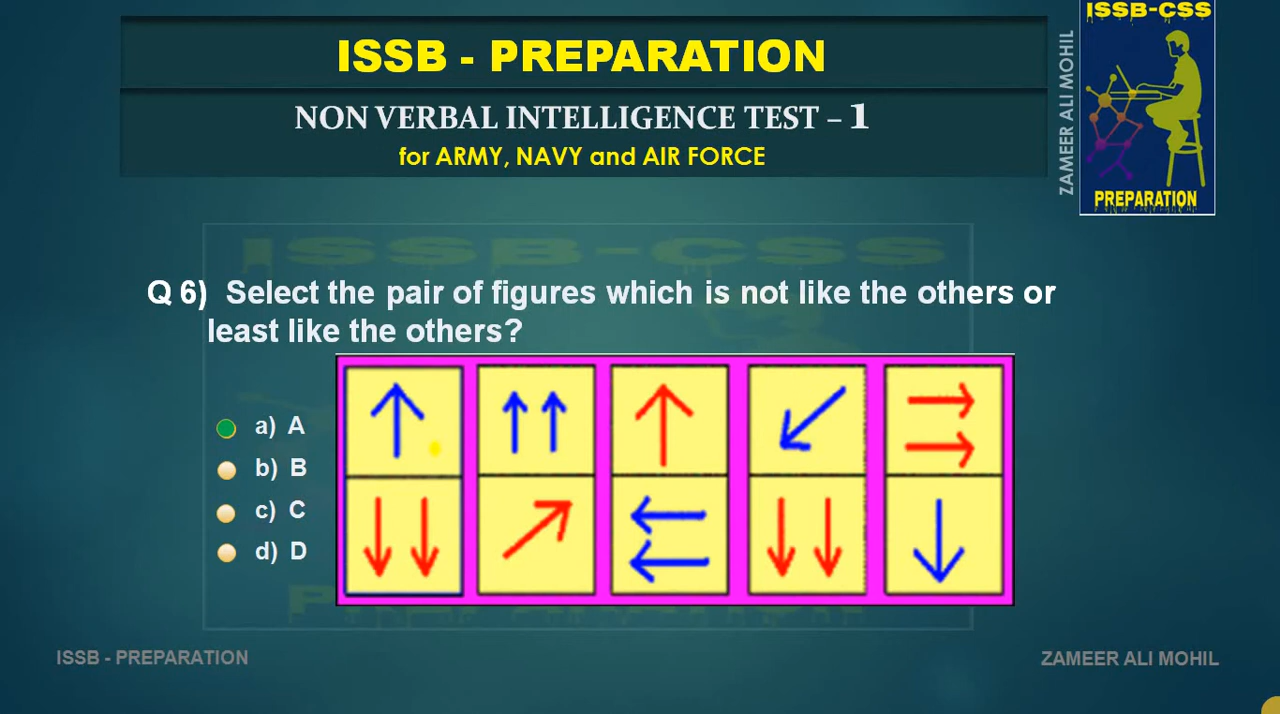 ISSB - PREPARATION
NON VERBAL INTELLIGENCE TEST – 1
for ARMY, NAVY and AIR FORCE
ZAMEER ALI MOHIL
ISSB-CSS
PREPARATION
ISSB-CSS
Q 6) Select the pair of figures which is not like the others or
least like the others?
a) A
b) B
c) C
d) D
ISSB - PREPARATION
ZAMEER ALI MOHIL